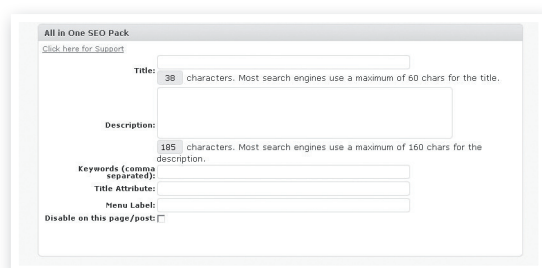 All in One SEO Pack
Click here for Support
Title:
38 characters. Most search engines use a maximum of 60 chars for the title.
Description:
185 characters. Most search engines use a maximum of 160 chars for the
description.
Keywords (comma
separated):
Title Attribute:
Menu Label:
Disable on this page/post: